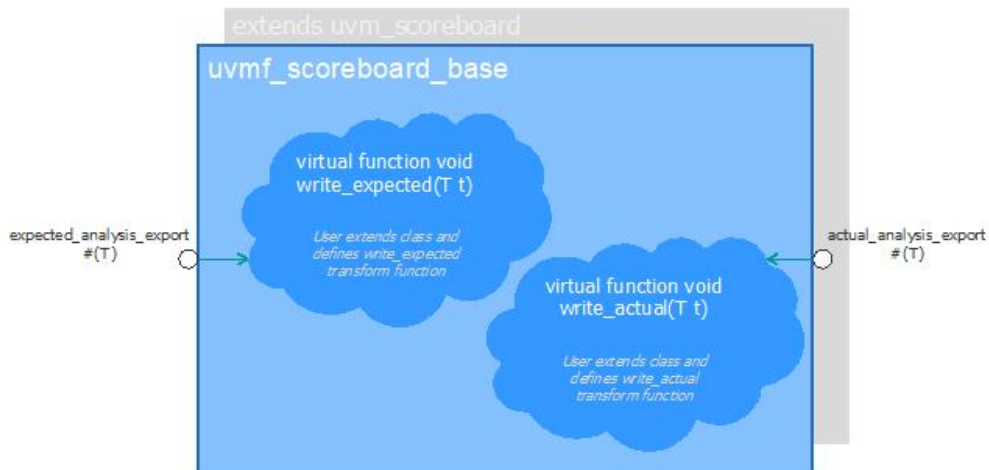 extends uvm_scoreboard
uvmf_scoreboard_base
virtual function void
write_expected(T t)
User extends class and
defines write_expected
transform function
expected_analysis_export
#(T)
actual_analysis_export
#(T)
virtual function void
write_actual(T t)
User extends class and
defines write_actual
transform function